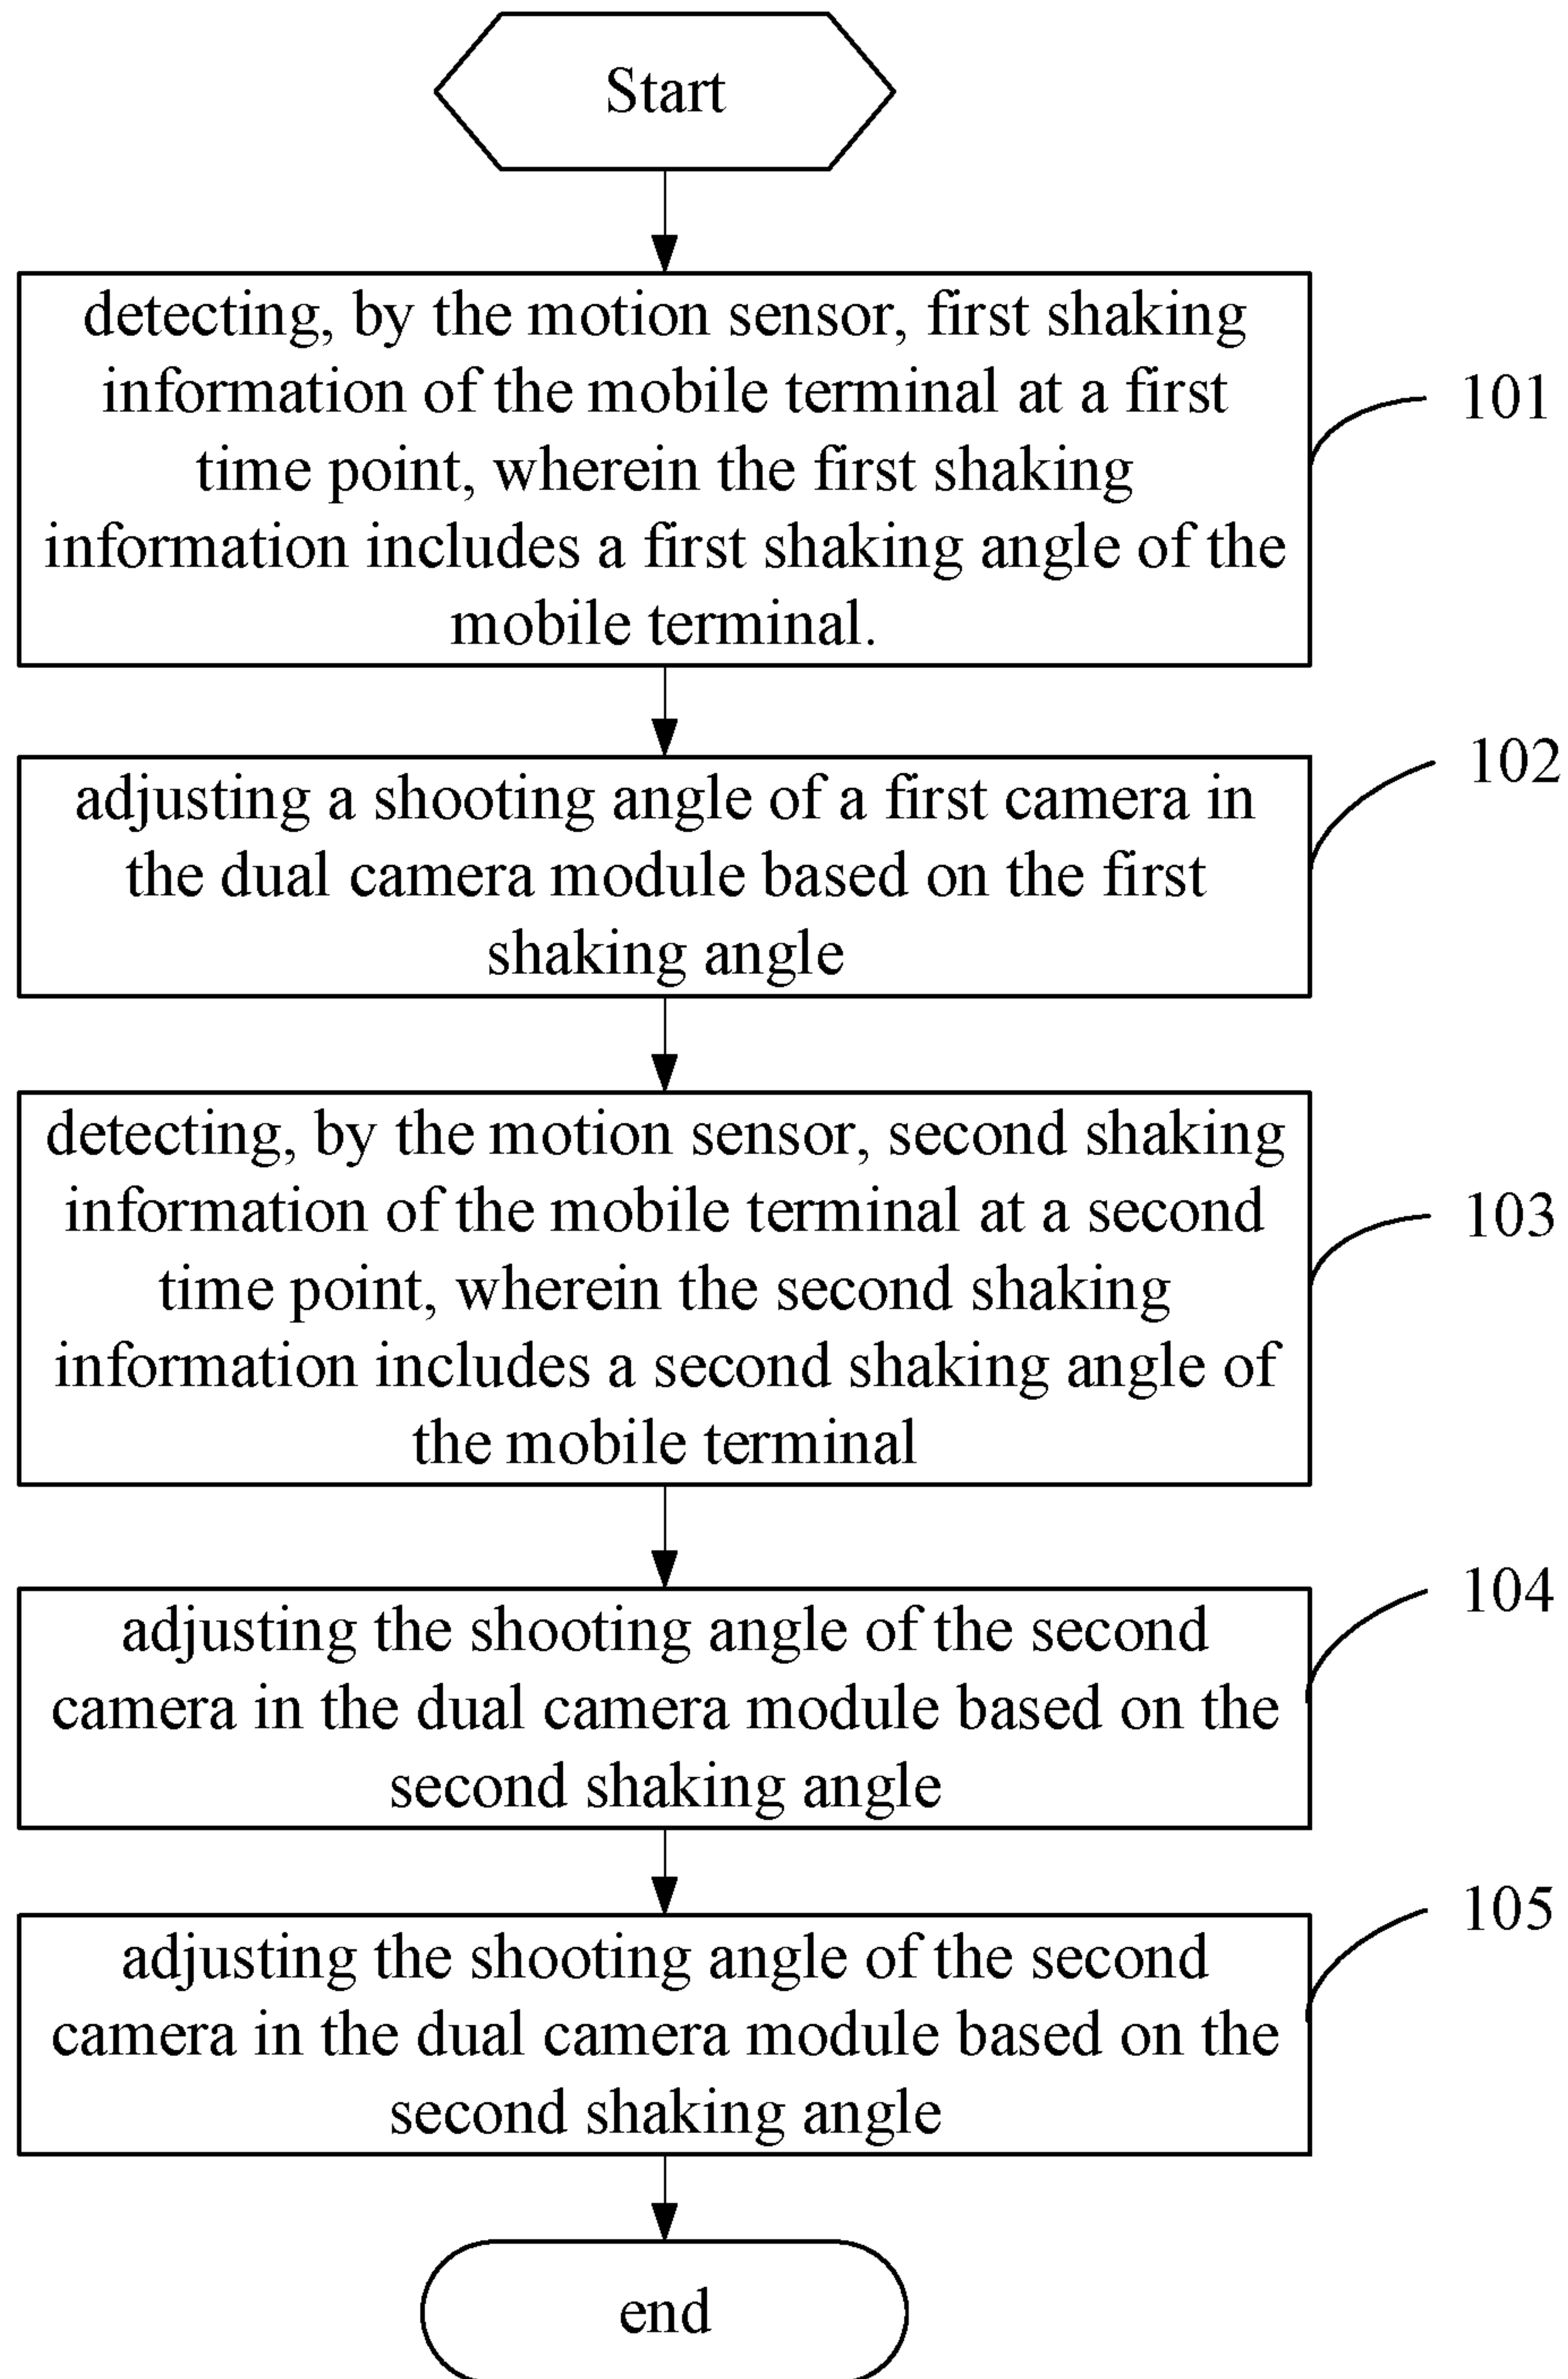 Start
detecting, by the motion sensor, first shaking
information of the mobile terminal at a first
time point, wherein the first shaking
information includes a first shaking angle of the
mobile terminal.
101
adjusting a shooting angle of a first camera in
the dual camera module based on the first
shaking angle
102
detecting, by the motion sensor, second shaking
information of the mobile terminal at a second
time point, wherein the second shaking
information includes a second shaking angle of
the mobile terminal
103
adjusting the shooting angle of the second
camera in the dual camera module based on the
second shaking angle
104
adjusting the shooting angle of the second
camera in the dual camera module based on the
second shaking angle
105
end